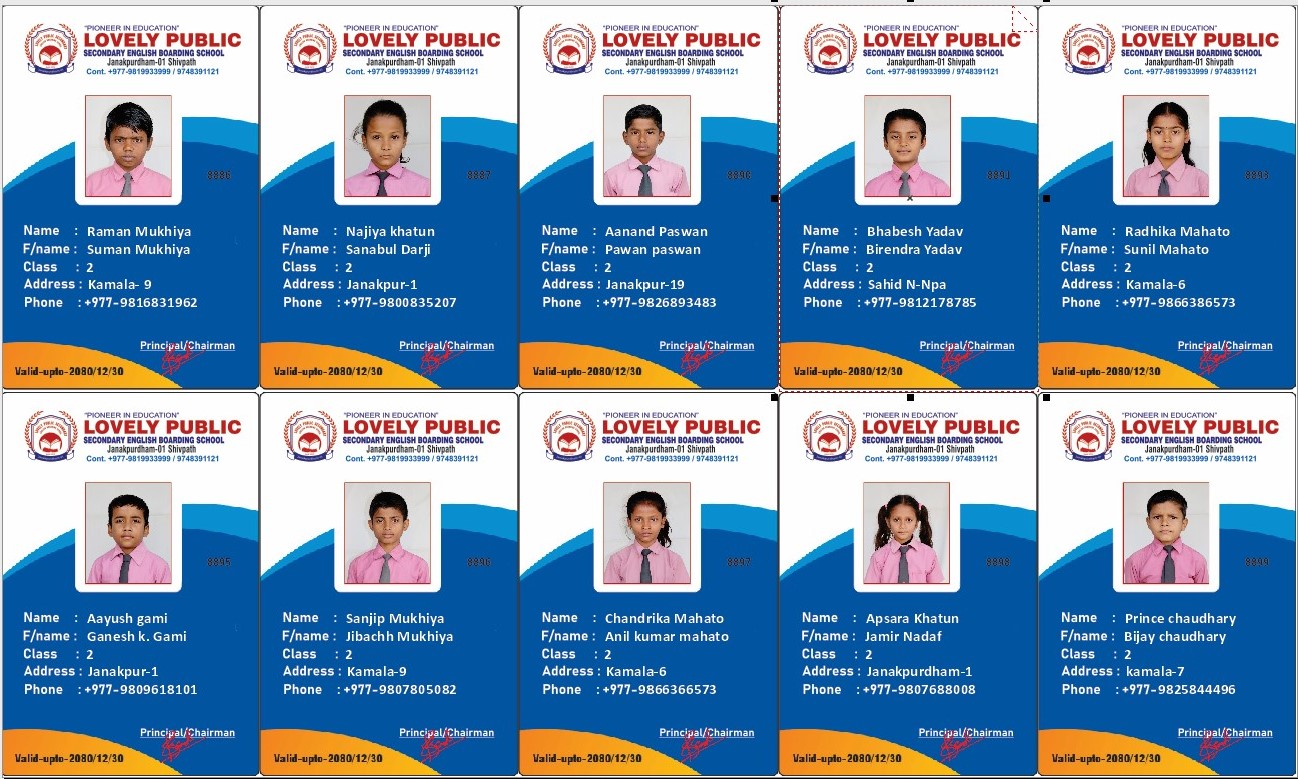 "PIONEER IN EDUCATION"
LOVELY PUBLIC
SECONDARY ENGLISH BOARDING SCHOOL
Janakpurdham-01 Shivpath
Cont. +977-9819933999 / 9748391121
8886
Name : Raman Mukhiya
F/name : Suman Mukhiya
Class : 2
Address : Kamala- 9
Phone : +977-9816831962
Principal/Chairman
Valid-upto-2080/12/30
"PIONEER IN EDUCATION"
LOVELY PUBLIC
SECONDARY ENGLISH BOARDING SCHOOL
Janakpurdham-01 Shivpath
Cont. +977-9819933999 / 9748391121
8887
Name : Najiya khatun
F/name : Sanabul Darji
Class : 2
Address : Janakpur-1
Phone : +977-9800835207
Principal/Chairman
Valid-upto-2080/12/30
"PIONEER IN EDUCATION"
LOVELY PUBLIC
SECONDARY ENGLISH BOARDING SCHOOL
Janakpurdham-01 Shivpath
Cont. +977-9819933999 / 9748391121
Name : Aanand Paswan
F/name : Pawan paswan
Class : 2
Address : Janakpur-19
Phone : +977-9826893483
Principal/Chairman
Valid-upto-2080/12/30
"PIONEER IN EDUCATION"
LOVELY PUBLIC
SECONDARY ENGLISH BOARDING SCHOOL
Janakpurdham-01 Shivpath
Cont. +977-9819933999 / 9748391121
Name : Bhabesh Yadav
F/name : Birendra Yadav
Class : 2
Address : Sahid N-Npa
Phone : +977-9812178785
Principal/Chairman
Valid-upto-2080/12/30
"PIONEER IN EDUCATION"
LOVELY PUBLIC
SECONDARY ENGLISH BOARDING SCHOOL
Janakpurdham-01 Shivpath
Cont. +977-9819933999 / 9748391121
Name : Radhika Mahato
F/name : Sunil Mahato
Class : 2
Address : Kamala-6
Phone : +977-9866386573
Principal/Chairman
Valid-upto-2080/12/30
"PIONEER IN EDUCATION"
LOVELY PUBLIC
SECONDARY ENGLISH BOARDING SCHOOL
Janakpurdham-01 Shivpath
Cont. +977-9819933999 / 9748391121
8895
Name : Aayush gami
F/name : Ganesh k. Gami
Class : 2
Address : Janakpur-1
Phone : +977-9809618101
Principal/Chairman
Valid-upto-2080/12/30
"PIONEER IN EDUCATION"
LOVELY PUBLIC
SECONDARY ENGLISH BOARDING SCHOOL
Janakpurdham-01 Shivpath
Cont. +977-9819933999 / 9748391121
8896
Name : Sanjip Mukhiya
F/name : Jibachh Mukhiya
Class : 2
Address : Kamala-9
Phone : +977-9807805082
Principal/Chairman
Valid-upto-2080/12/30
"PIONEER IN EDUCATION"
LOVELY PUBLIC
SECONDARY ENGLISH BOARDING SCHOOL
Janakpurdham-01 Shivpath
Cont. +977-9819933999 / 9748391121
8897
Name : Chandrika Mahato
F/name : Anil kumar mahato
Class : 2
Address : Kamala-6
Phone : +977-9866366573
Principal/Chairman
Valid-upto-2080/12/30
"PIONEER IN EDUCATION"
LOVELY PUBLIC
SECONDARY ENGLISH BOARDING SCHOOL
Janakpurdham-01 Shivpath
Cont. +977-9819933999 / 9748391121
8898
Name : Apsara Khatun
F/name : Jamir Nadaf
Class : 2
Address : Janakpurdham-1
Phone : +977-9807688008
Principal/Chairman
Valid-upto-2080/12/30
"PIONEER IN EDUCATION"
LOVELY PUBLIC
SECONDARY ENGLISH BOARDING SCHOOL
Janakpurdham-01 Shivpath
Cont. +977-9819933999 / 9748391121
8899
Name : Prince chaudhary
F/name : Bijay chaudhary
Class : 2
Address : kamala-7
Phone : +977-9825844496
Principal/Chairman
Valid-upto-2080/12/30